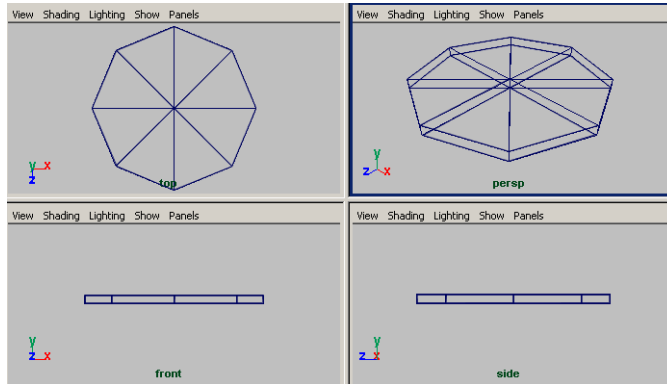 View Shading Lighting Show Panels
y x
z
top
View Shading Lighting Show Panels
y
z x
persp
View Shading Lighting Show Panels
y
z x
front
View Shading Lighting Show Panels
y
z x
side